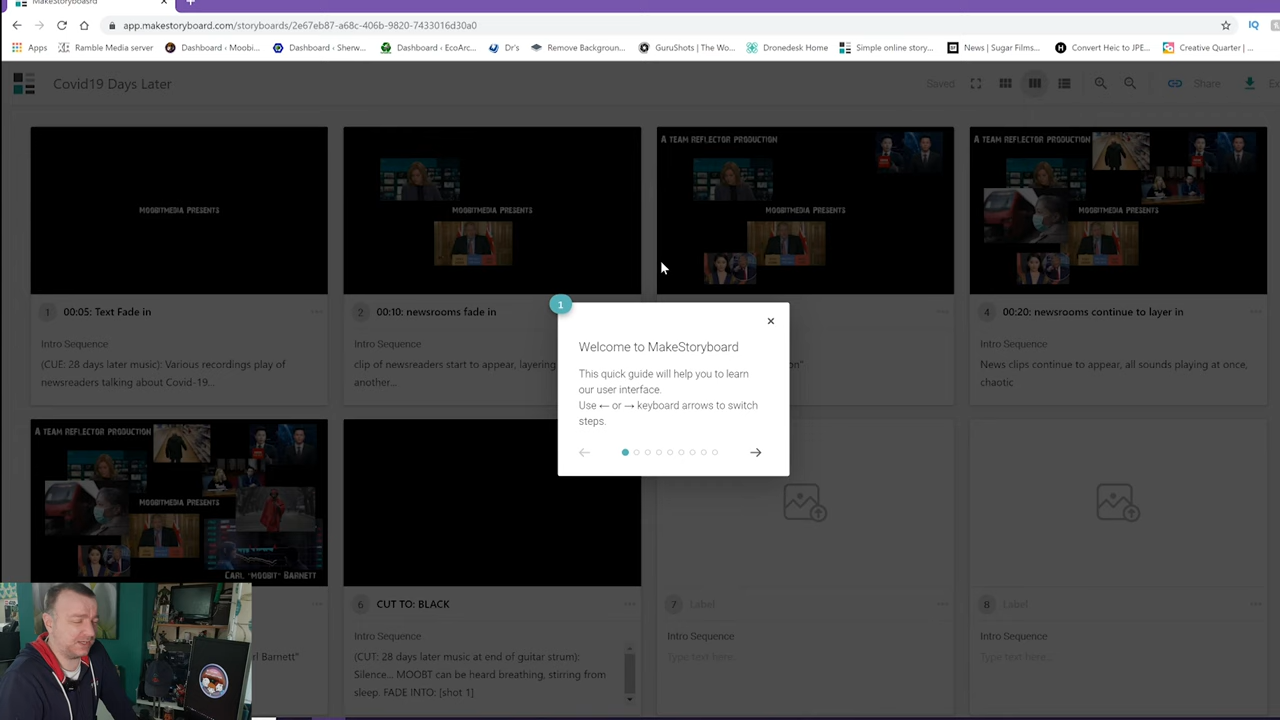 MakeStoryboard
app.makestoryboard.com/storyboards/2e67eb87-a68c-406b-9820-7433016d30a0
Apps
Ramble Media server
Dashboard ‹ Moobi...
Dashboard ‹ Sherw...
Dashboard ‹ EcoArc...
Dr's
Remove Backgroun...
GuruShots | The Wo...
Dronedesk Home
Simple online story...
News | Sugar Films...
Convert Heic to JPE...
Creative Quarter | ...
Covid19 Days Later
Saved
Share
MOOBITMEDIA PRESENTS
MOOBITMEDIA PRESENTS
A TEAM REFLECTOR PRODUCTION
MOOBITMEDIA PRESENTS
A TEAM REFLECTOR PRODUCTION
MOOBITMEDIA PRESENTS
1 00:05: Text Fade in
Intro Sequence
(CUE: 28 days later music): Various recordings play of
newsreaders talking about Covid-19...
2 00:10: newsrooms fade in
Intro Sequence
clip of newsreaders start to appear, layering
another...
4 00:20: newsrooms continue to layer in
Intro Sequence
News clips continue to appear, all sounds playing at once,
chaotic
1
Welcome to MakeStoryboard
This quick guide will help you to learn
our user interface.
Use ← or → keyboard arrows to switch
steps.
A TEAM REFLECTOR PRODUCTION
MOOBITMEDIA PRESENTS
CARL "MOOBIT" BARNETT
arl Barnett"
6 CUT TO: BLACK
Intro Sequence
(CUT: 28 days later music at end of guitar strum):
Silence... MOOBT can be heard breathing, stirring from
sleep. FADE INTO: [shot 1]
7 Label
Intro Sequence
Type text here...
8 Label
Intro Sequence
Type text here...